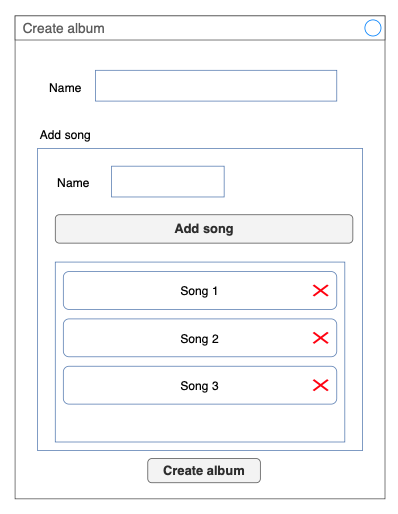 Create album
Name
Add song
Name
Add song
Song 1
Song 2
Song 3
Create album